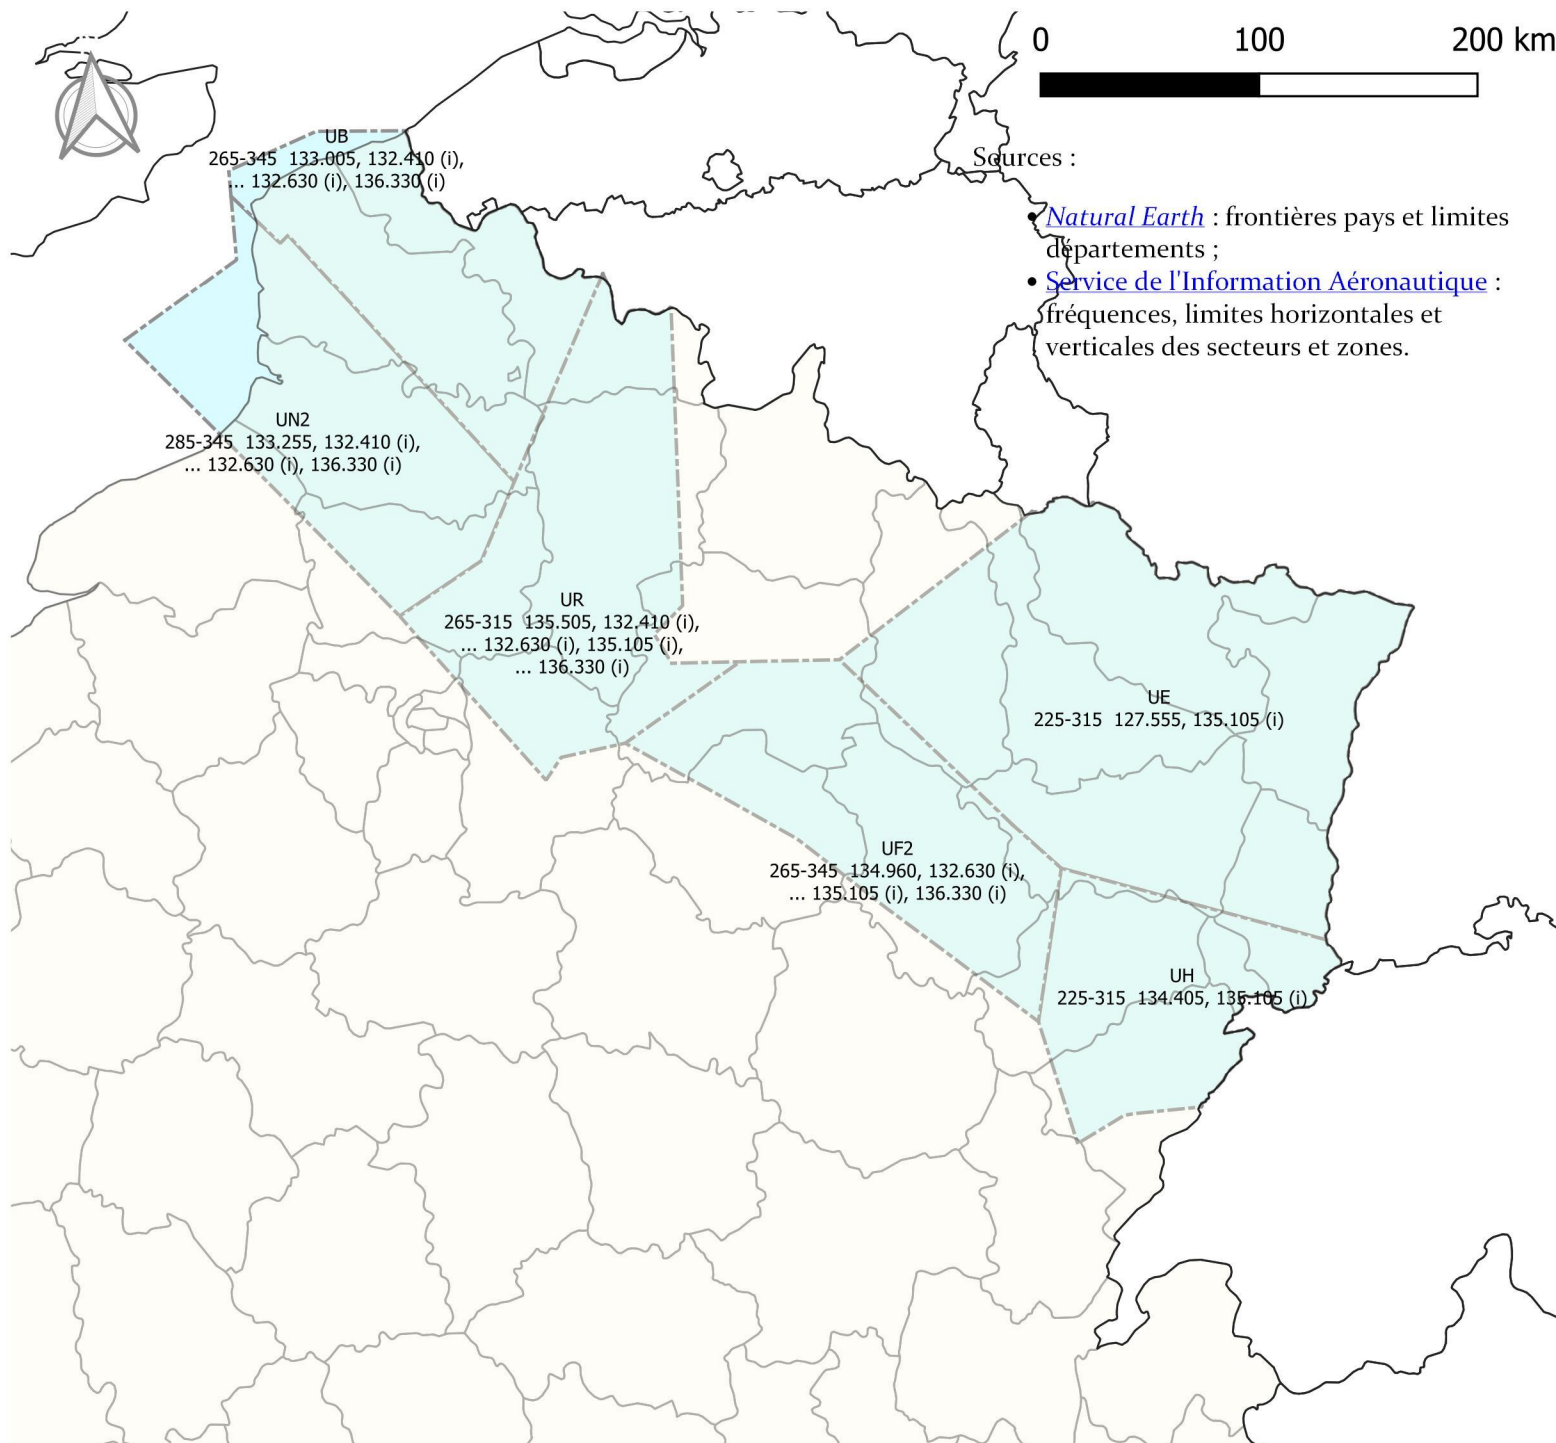 0 100 200 km
UB
265-345 133.005, 132.410 (i),
... 132.630 (i), 136.330 (i)
Sources :
• Natural Earth : frontières pays et limites
départements ;
• Service de l'Information Aéronautique :
fréquences, limites horizontales et
verticales des secteurs et zones.
UN2
285-345 133.255, 132.410 (i),
... 132.630 (i), 136.330 (i)
UR
265-315 135.505, 132.410 (i),
... 132.630 (i), 135.105 (i),
... 136.330 (i)
UE
225-315 127.555, 135.105 (i)
UF2
265-345 134.960, 132.630 (i),
... 135.105 (i), 136.330 (i)
UH
225-315 134.405, 135.105 (i)